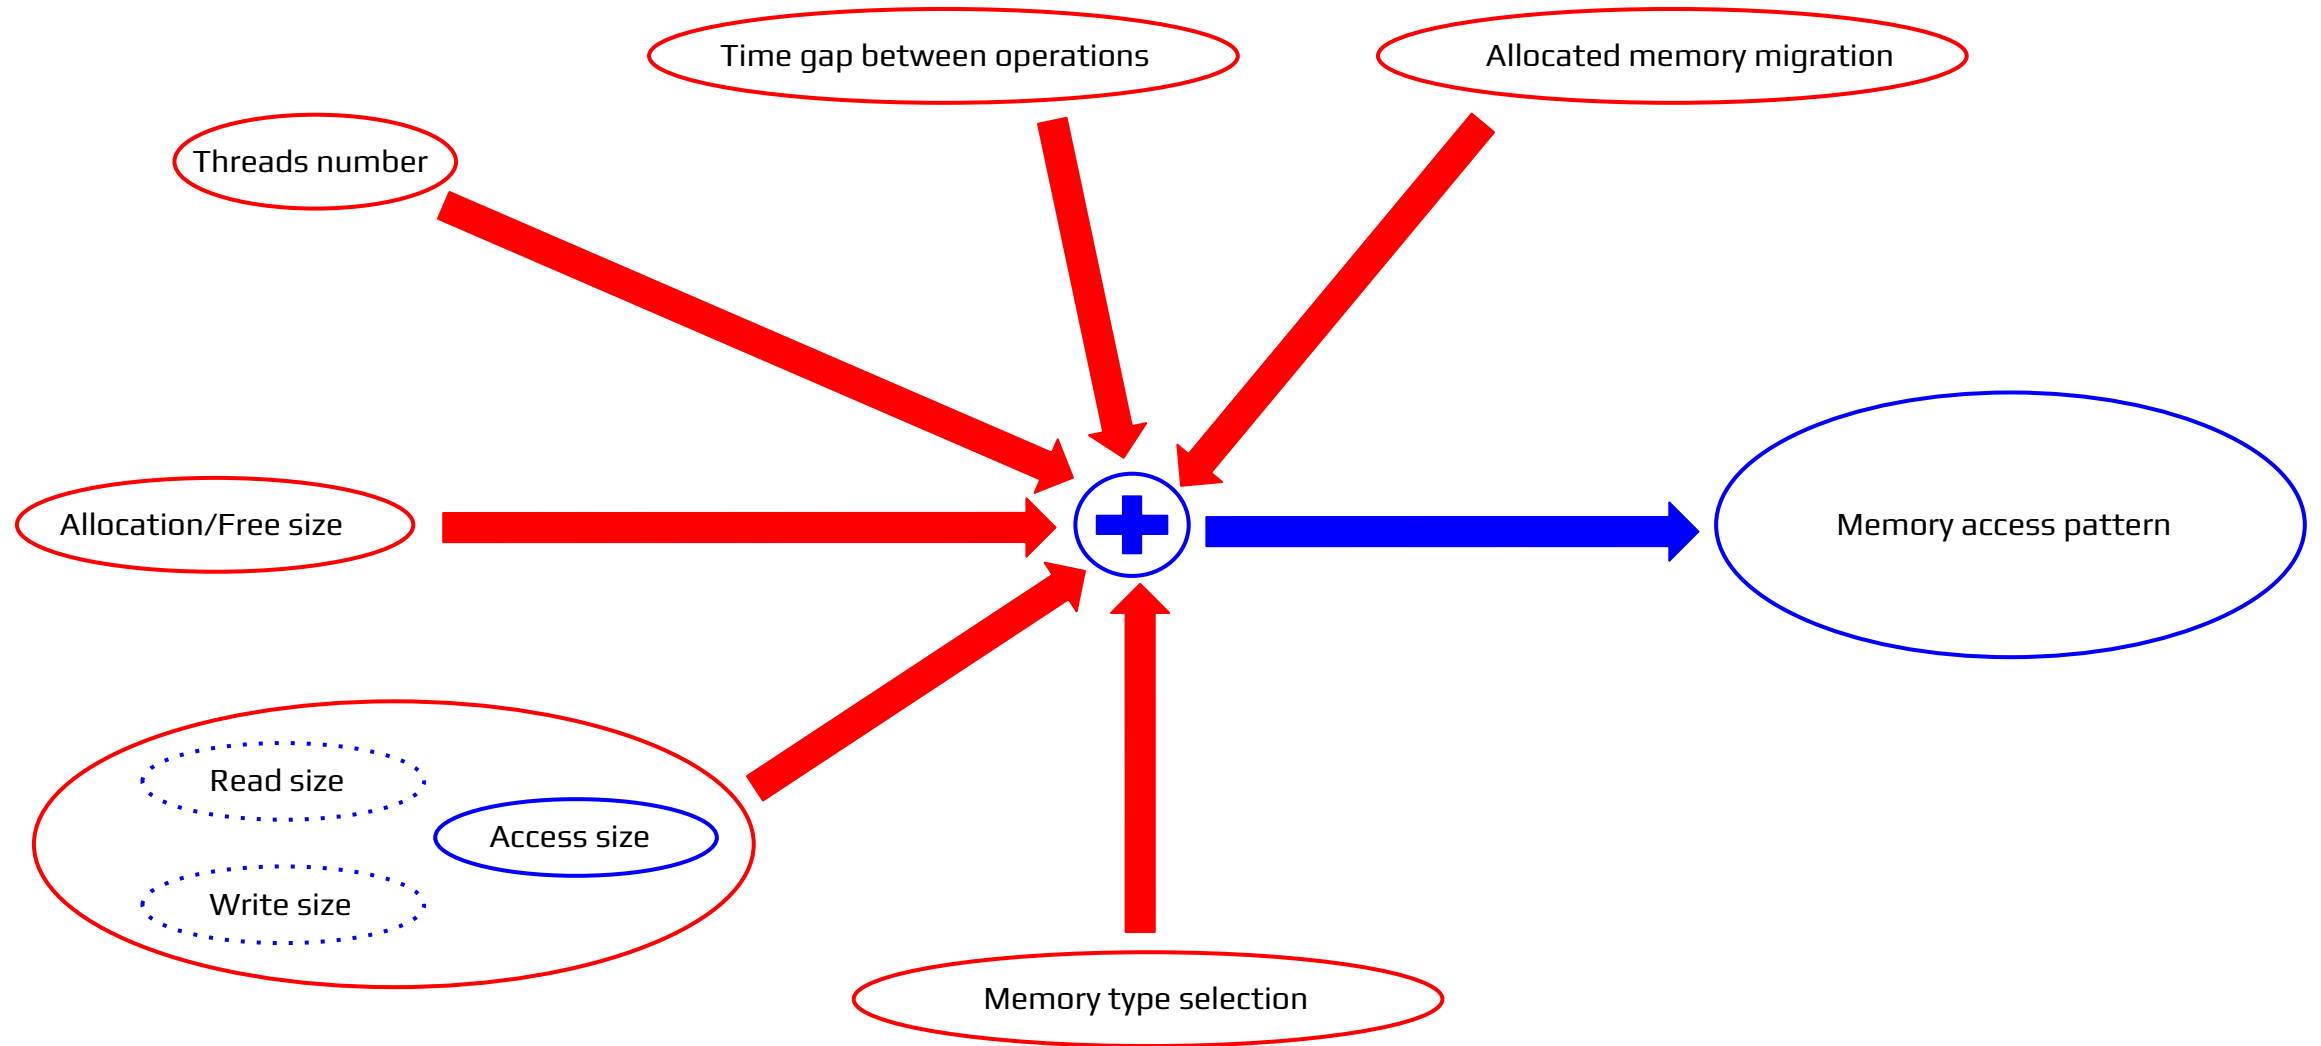 Time gap between operations
Allocated memory migration
Threads number
Allocation/Free size
Memory access pattern
Read size
Access size
Write size
Memory type selection